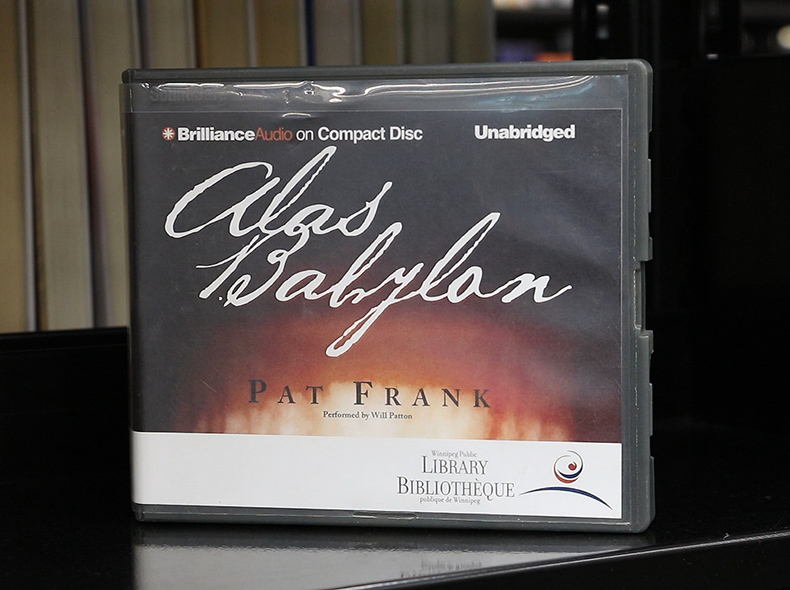 BrillianceAudio on Compact Disc
Unabridged
Alas
Babylon
PAT FRANK
Performed by Will Patton
Winnipeg Public
LIBRARY
BIBLIOTHÈQUE
publique de Winnipeg